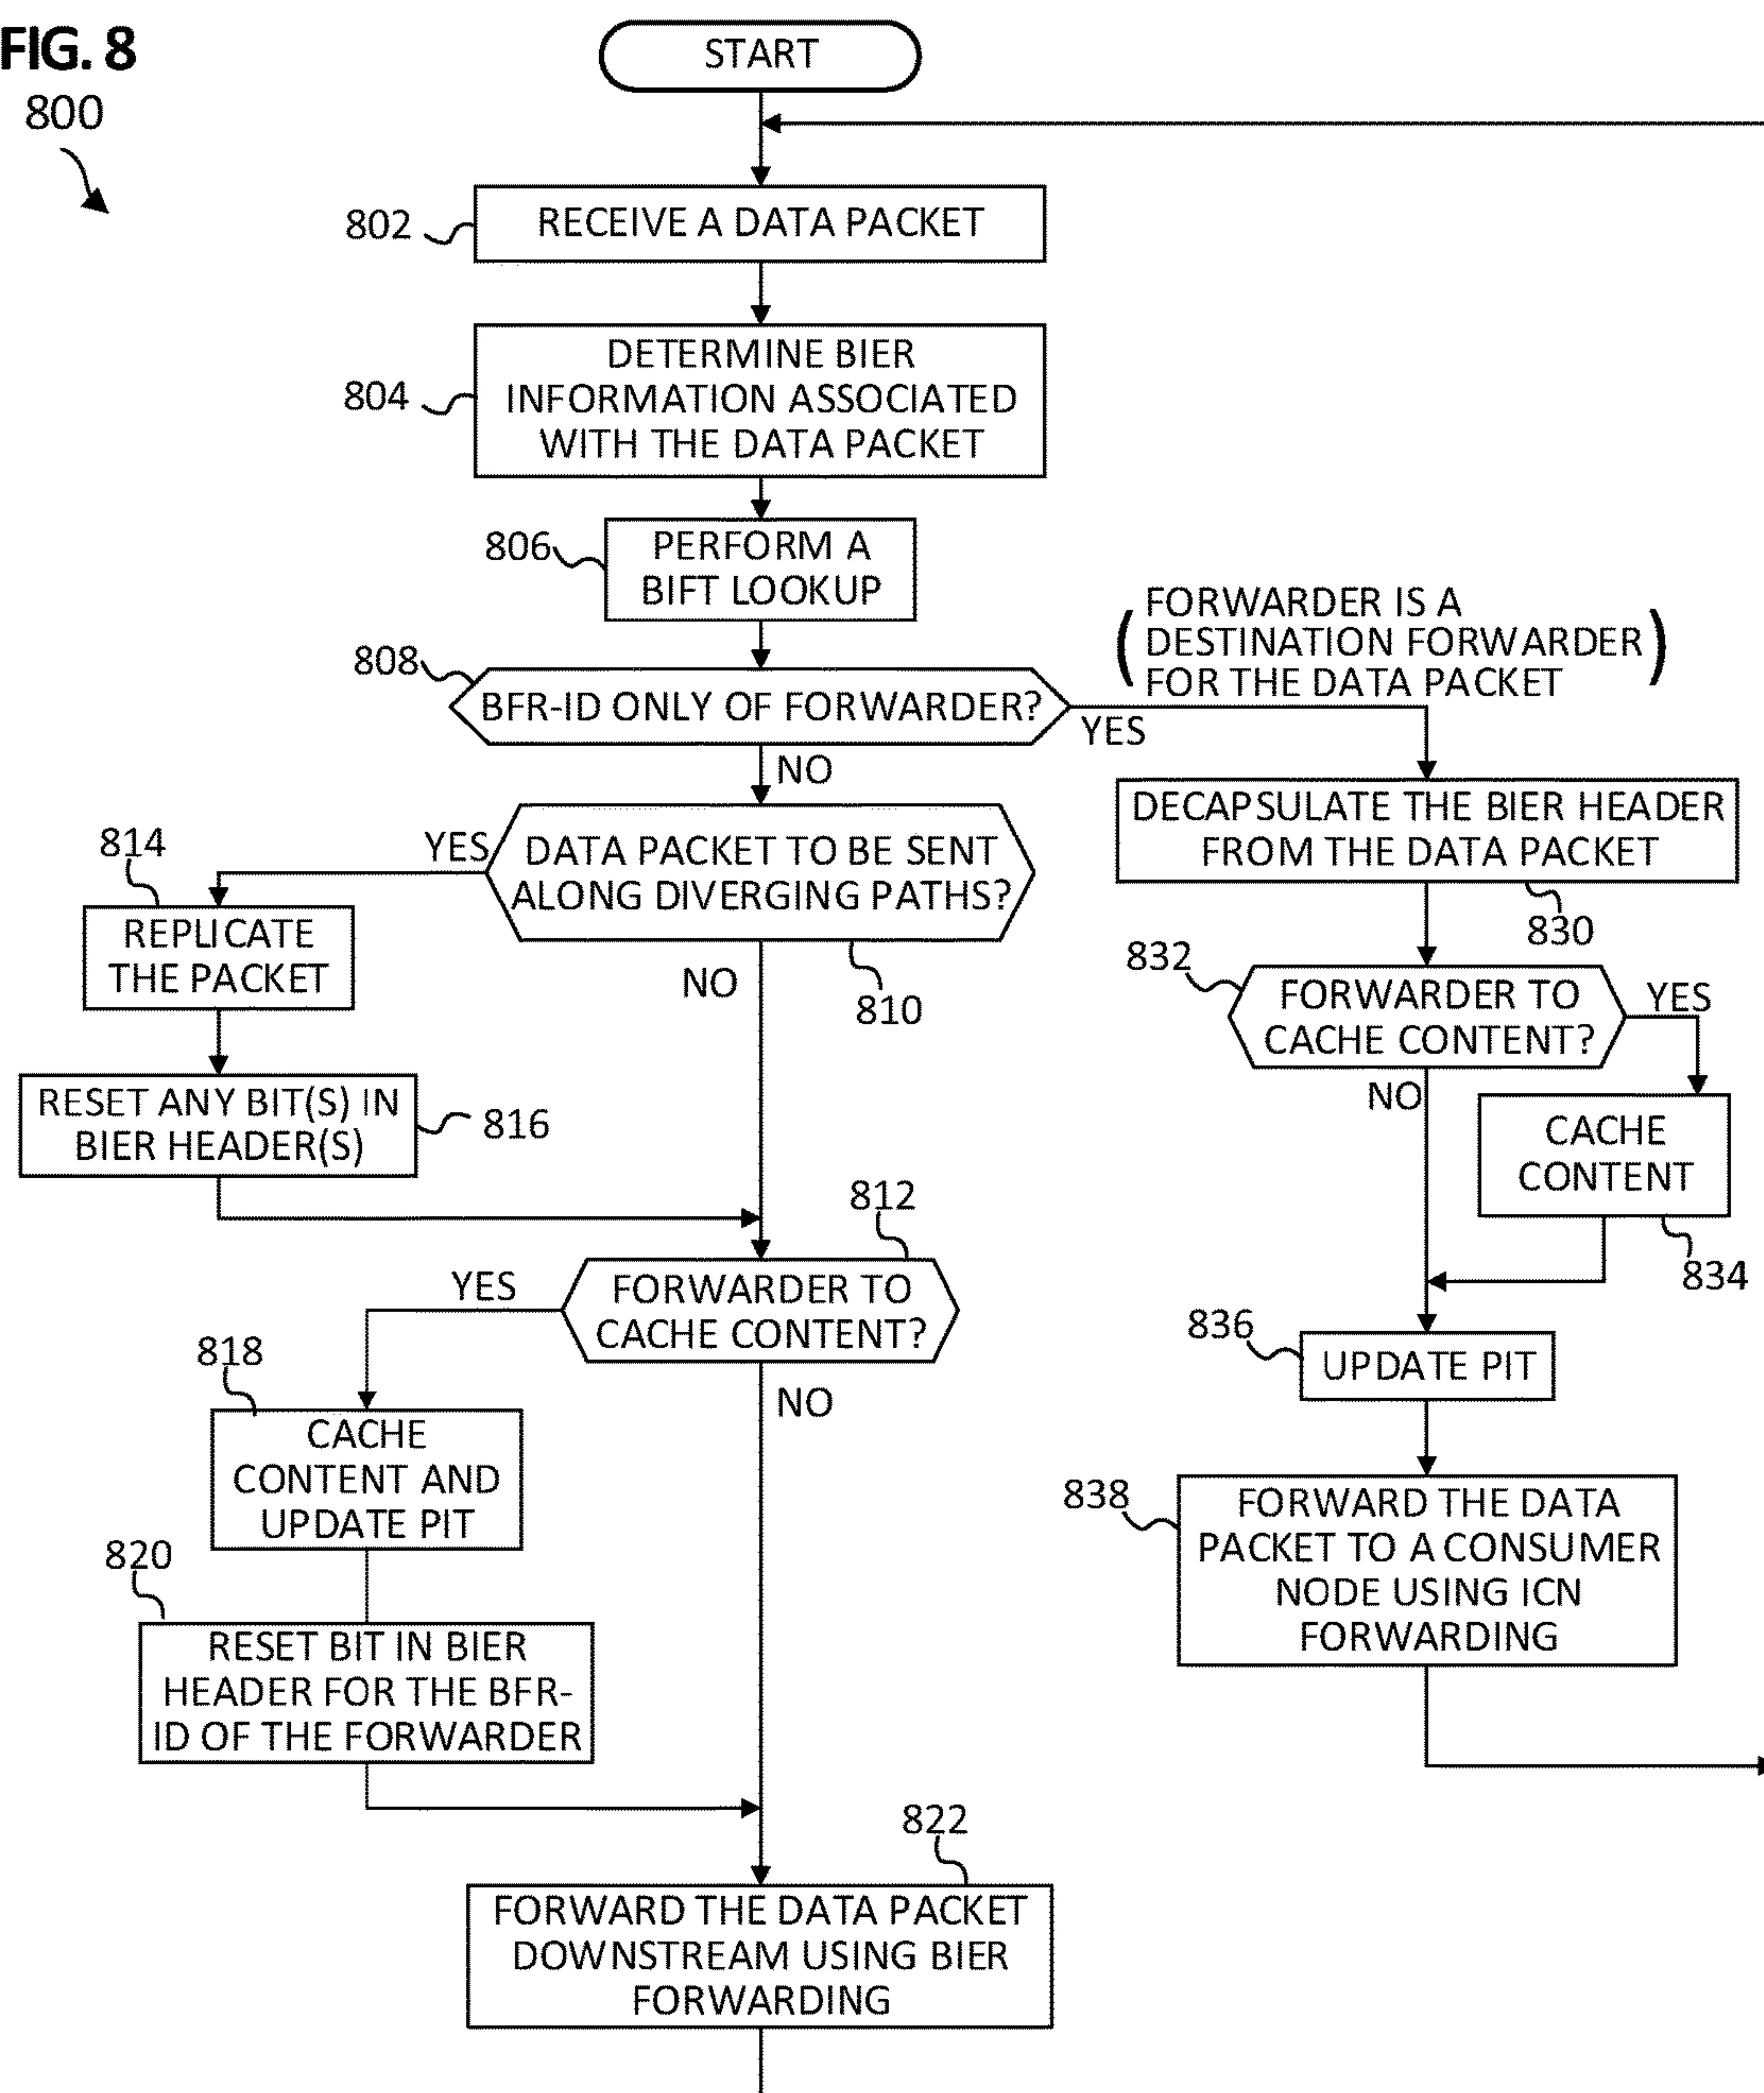 FIG. 8
800
START
802
RECEIVE A DATA PACKET
804
DETERMINE BIER
INFORMATION ASSOCIATED
WITH THE DATA PACKET
806
PERFORM A
BIFT LOOKUP
808
BFR-ID ONLY OF FORWARDER?
(FORWARDER IS A
DESTINATION FORWARDER
FOR THE DATA PACKET)
YES
NO
810
DATA PACKET TO BE SENT
ALONG DIVERGING PATHS?
YES
NO
814
REPLICATE
THE PACKET
RESET ANY BIT(S) IN
BIER HEADER(S)
816
812
FORWARDER TO
CACHE CONTENT?
YES
NO
818
CACHE
CONTENT AND
UPDATE PIT
820
RESET BIT IN BIER
HEADER FOR THE BFR-
ID OF THE FORWARDER
822
FORWARD THE DATA PACKET
DOWNSTREAM USING BIER
FORWARDING
DECAPSULATE THE BIER HEADER
FROM THE DATA PACKET
830
832
FORWARDER TO
CACHE CONTENT?
YES
NO
CACHE
CONTENT
834
836
UPDATE PIT
838
FORWARD THE DATA
PACKET TO A CONSUMER
NODE USING ICN
FORWARDING